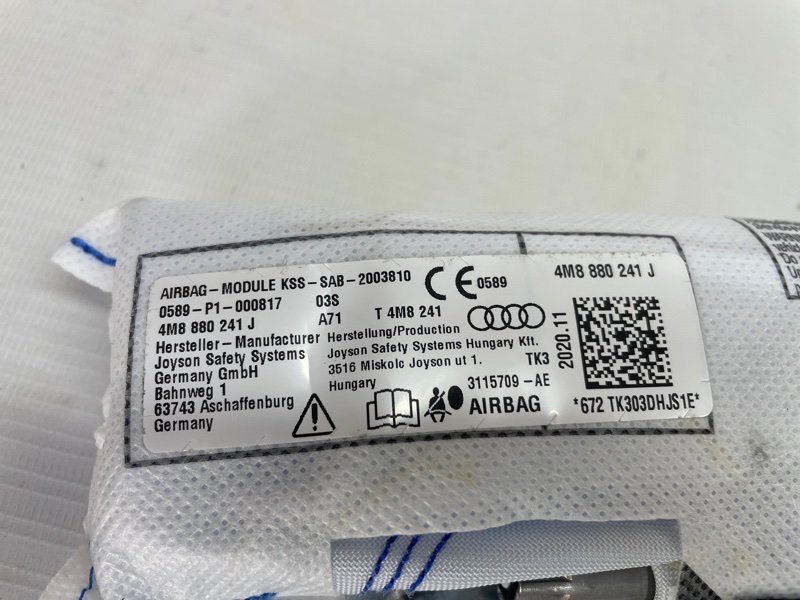 AIRBAG-MODULE KSS-SAB-2003810
0589-P1-000817 03S
4M8 880 241 J A71 T 4M8 241
CE 0589
4M8 880 241 J
Hersteller-Manufacturer
Joyson Safety Systems
Germany GmbH
Bahnweg 1
63743 Aschaffenburg
Germany
Herstellung/Production
Joyson Safety Systems Hungary Kft.
3516 Miskolc Joyson ut 1. TK3
Hungary
3115709-AE
AIRBAG
2020.11
*672 TK303DHJS1E*